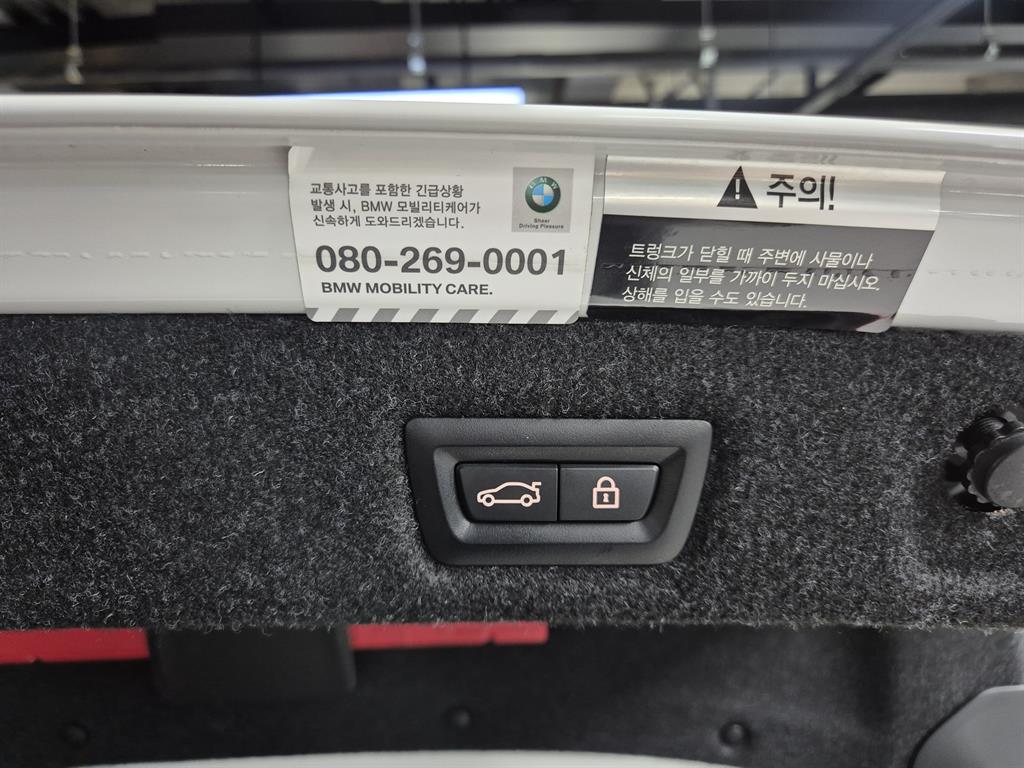 교통사고를 포함한 긴급상황
발생 시, BMW 모빌리티케어가
신속하게 도와드리겠습니다.
BMW
Sheer
Driving Pleasure
080-269-0001
BMW MOBILITY CARE.
주의!
트렁크가 닫힐 때 주변에 사물이나
신체의 일부를 가까이 두지 마십시오.
상해를 입을 수도 있습니다.